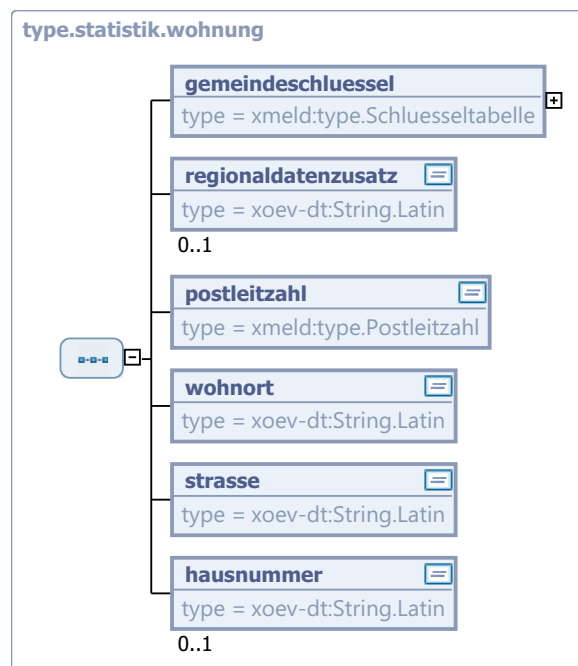 type.statistik.wohnung
gemeindeschluessel
type = xmeld:type.Schluesseltabelle
regionaldatenzusatz
type = xoev-dt:String.Latin
0..1
postleitzahl
type = xmeld:type.Postleitzahl
wohnort
type = xoev-dt:String.Latin
strasse
type = xoev-dt:String.Latin
hausnummer
type = xoev-dt:String.Latin
0..1